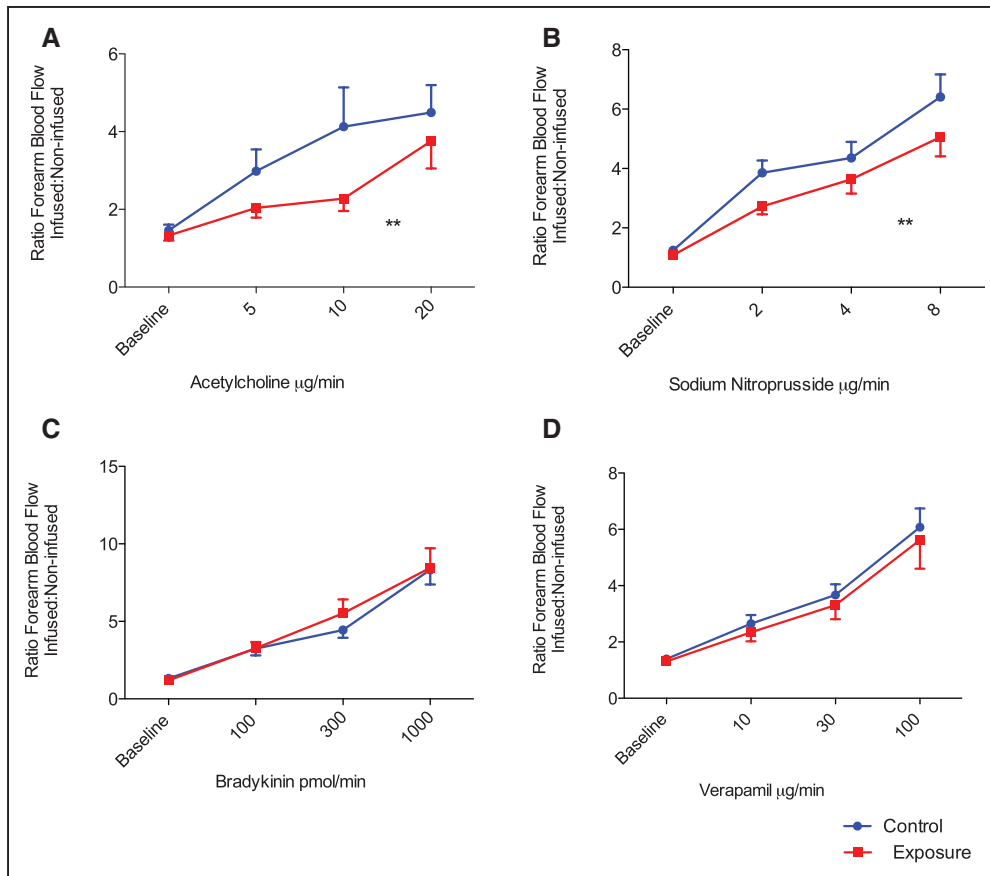 A
Ratio Forearm Blood Flow
Infused:Non-infused
6
4
2
0
**
Baseline
5
10
20
Acetylcholine μg/min
B
Ratio Forearm Blood Flow
Infused:Non-infused
8
6
4
2
0
**
Baseline
2
4
8
Sodium Nitroprusside μg/min
C
Ratio Forearm Blood Flow
Infused:Non-infused
15
10
5
0
Baseline
100
300
1000
Bradykinin pmol/min
D
Ratio Forearm Blood Flow
Infused:Non-infused
8
6
4
2
0
Baseline
10
30
100
Verapamil μg/min
Control
Exposure